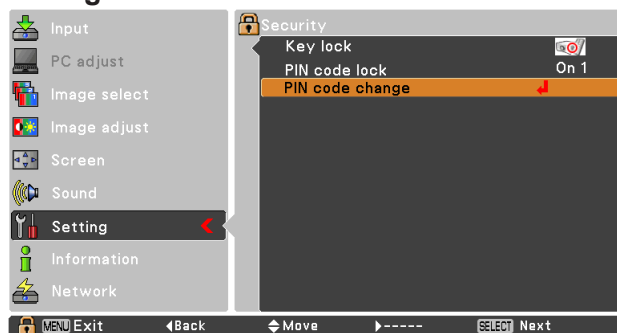 Input
PC adjust
Image select
Image adjust
Screen
Sound
Setting
Information
Network
Security
Key lock
PIN code lock On 1
PIN code change
MENU Exit ◀Back ◆Move ▶----- SELECT Next